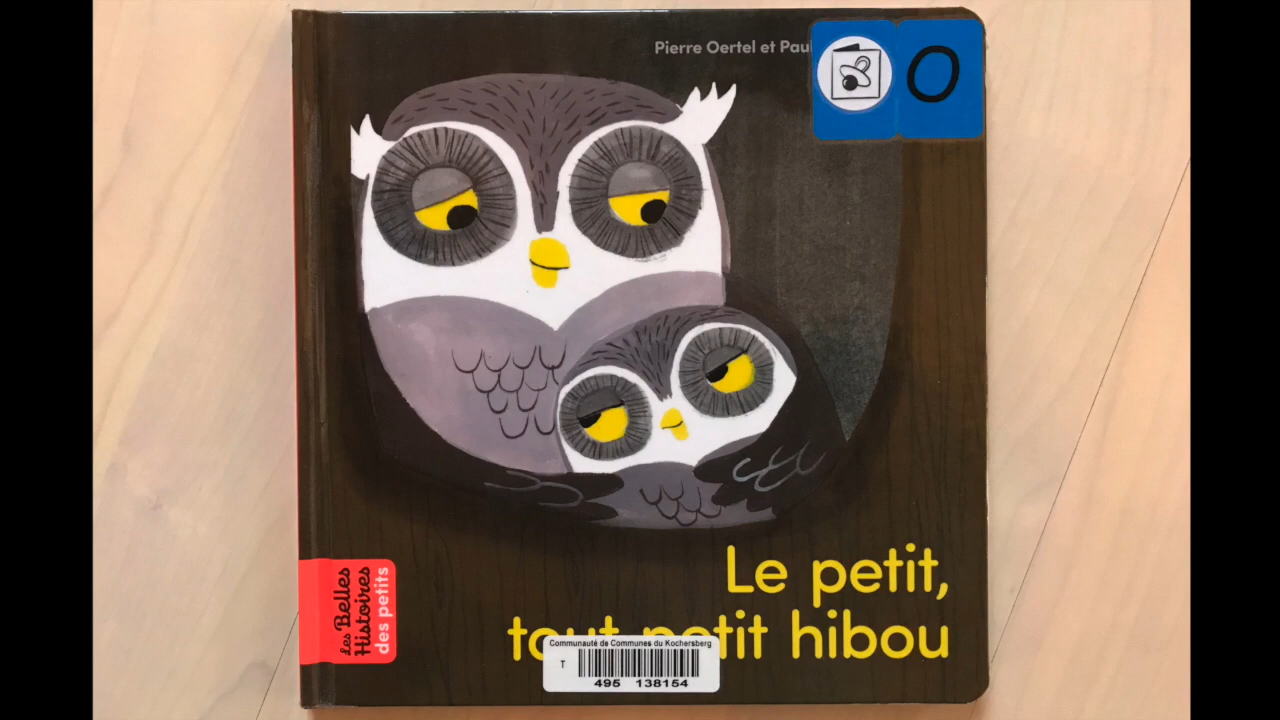 Pierre Oertel et
O
Le petit,
tout petit hibou
Les Belles
Histoires
des petits
Communauté de Communes du Kochersberg
T
495 138154